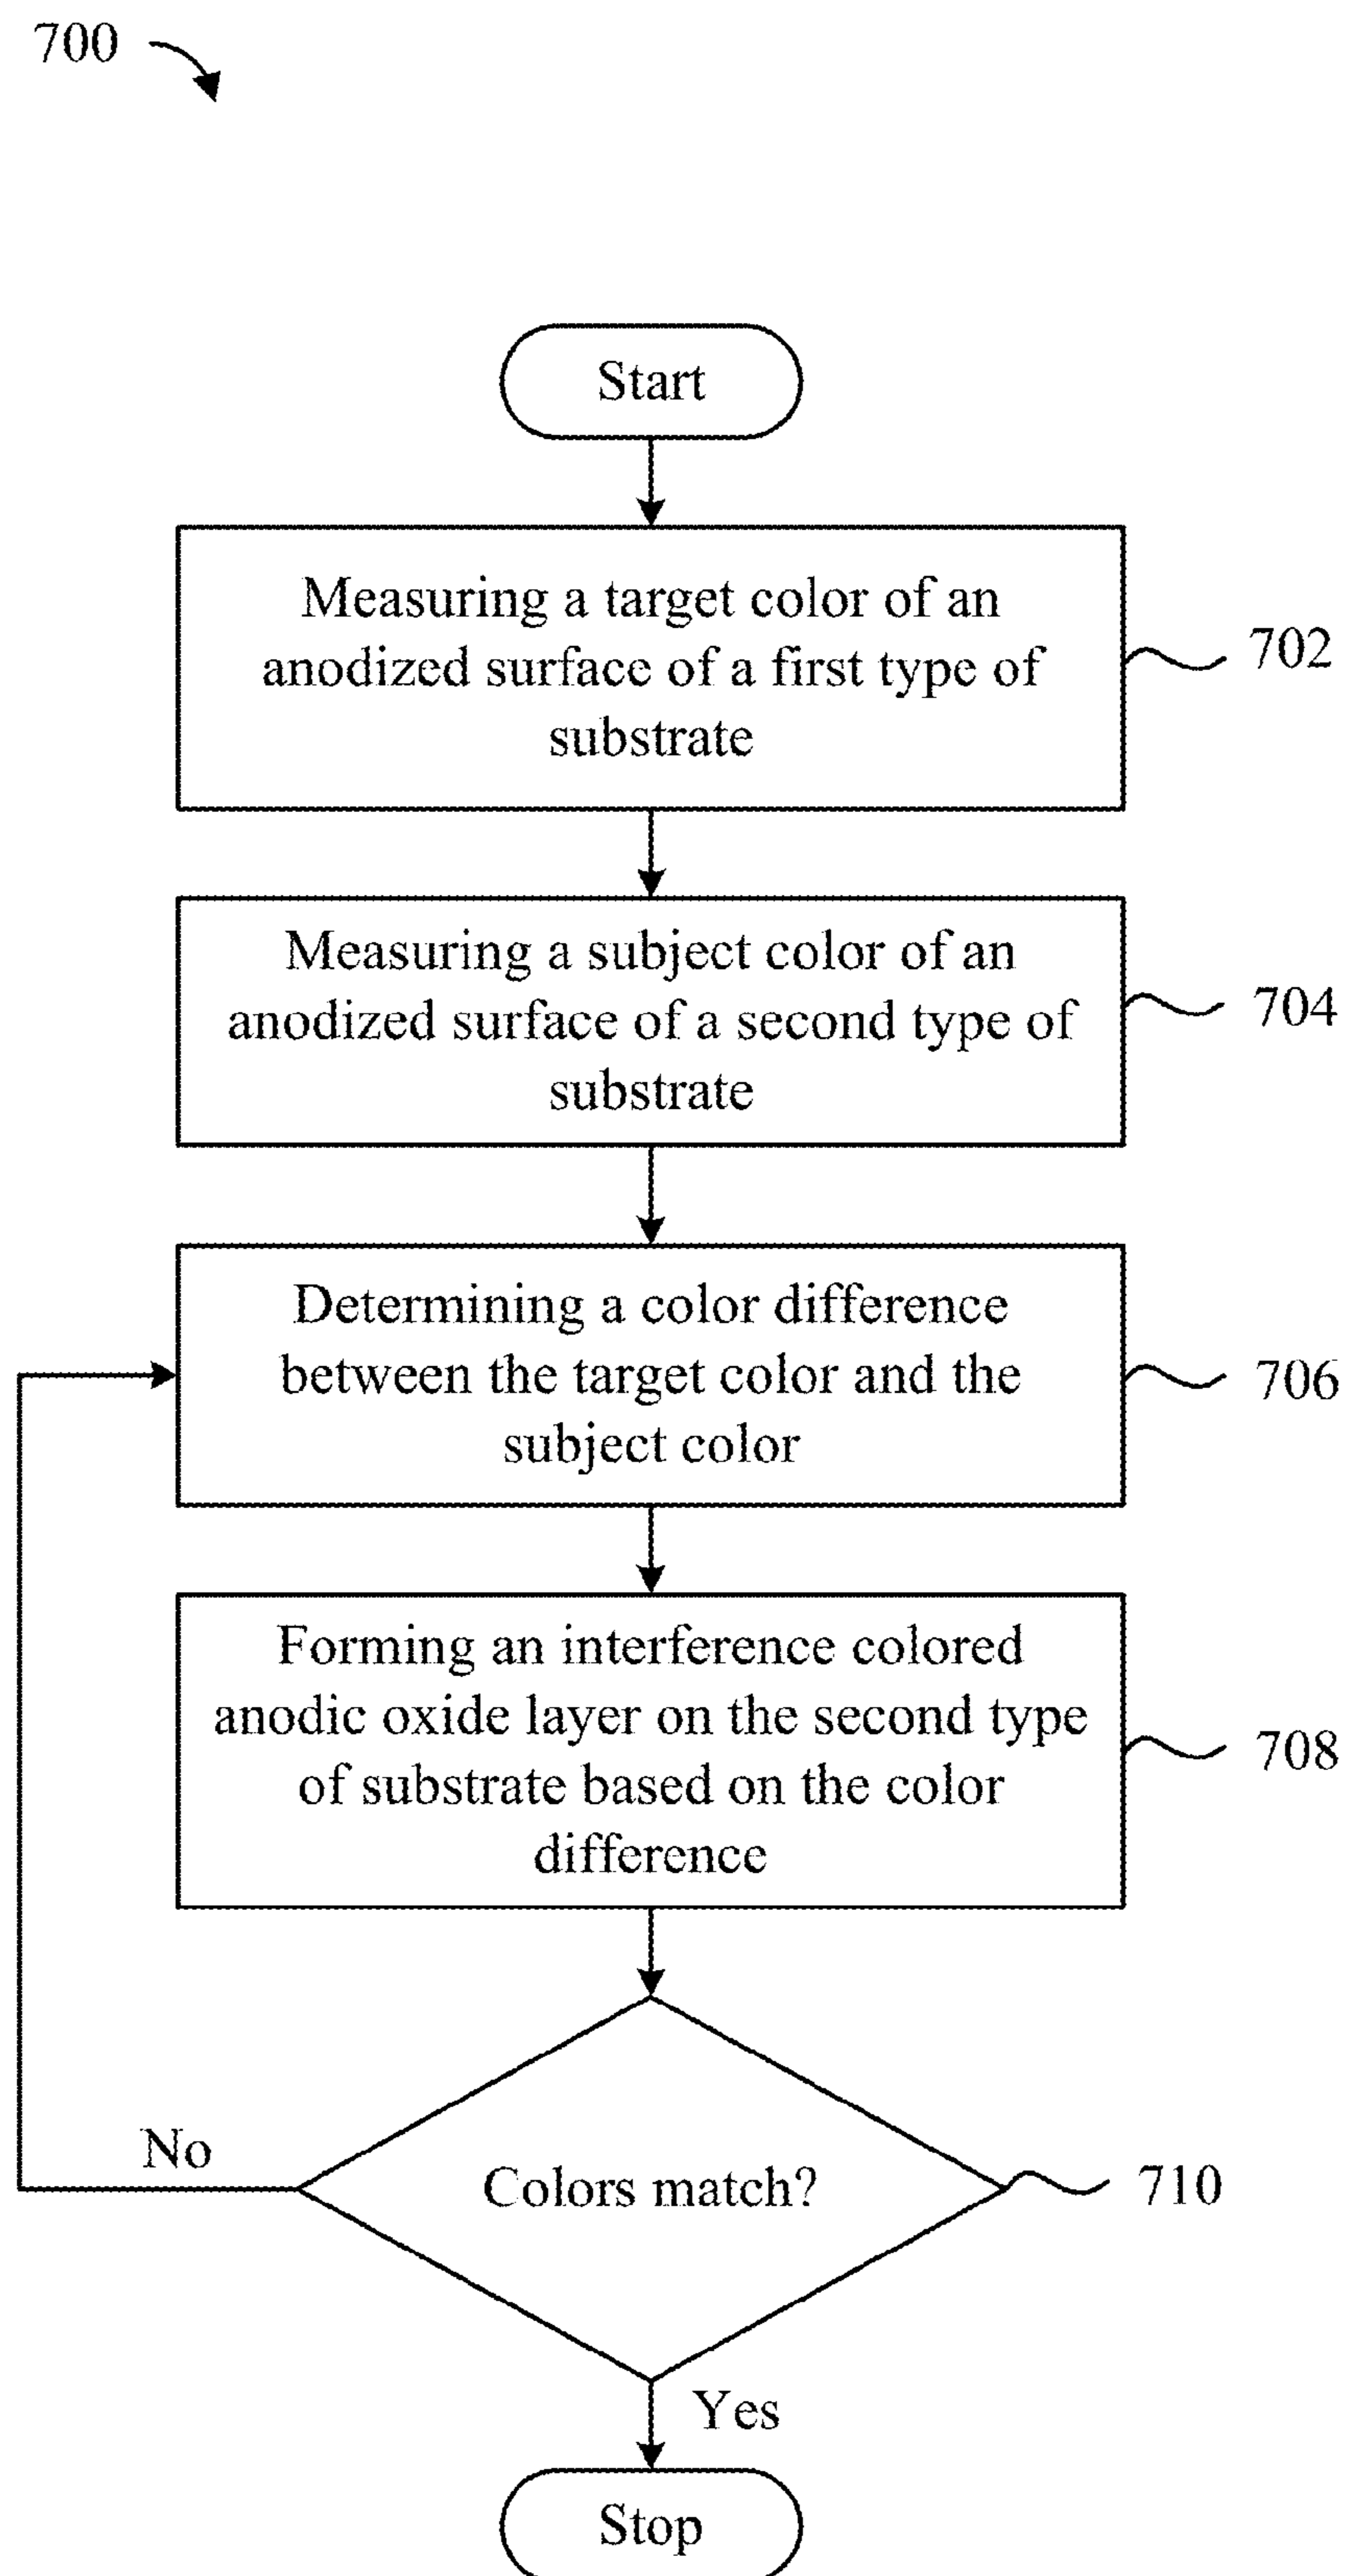 700
Start
Measuring a target color of an
anodized surface of a first type of
substrate
702
Measuring a subject color of an
anodized surface of a second type of
substrate
704
Determining a color difference
between the target color and the
subject color
706
Forming an interference colored
anodic oxide layer on the second type
of substrate based on the color
difference
708
No
Colors match?
710
Yes
Stop